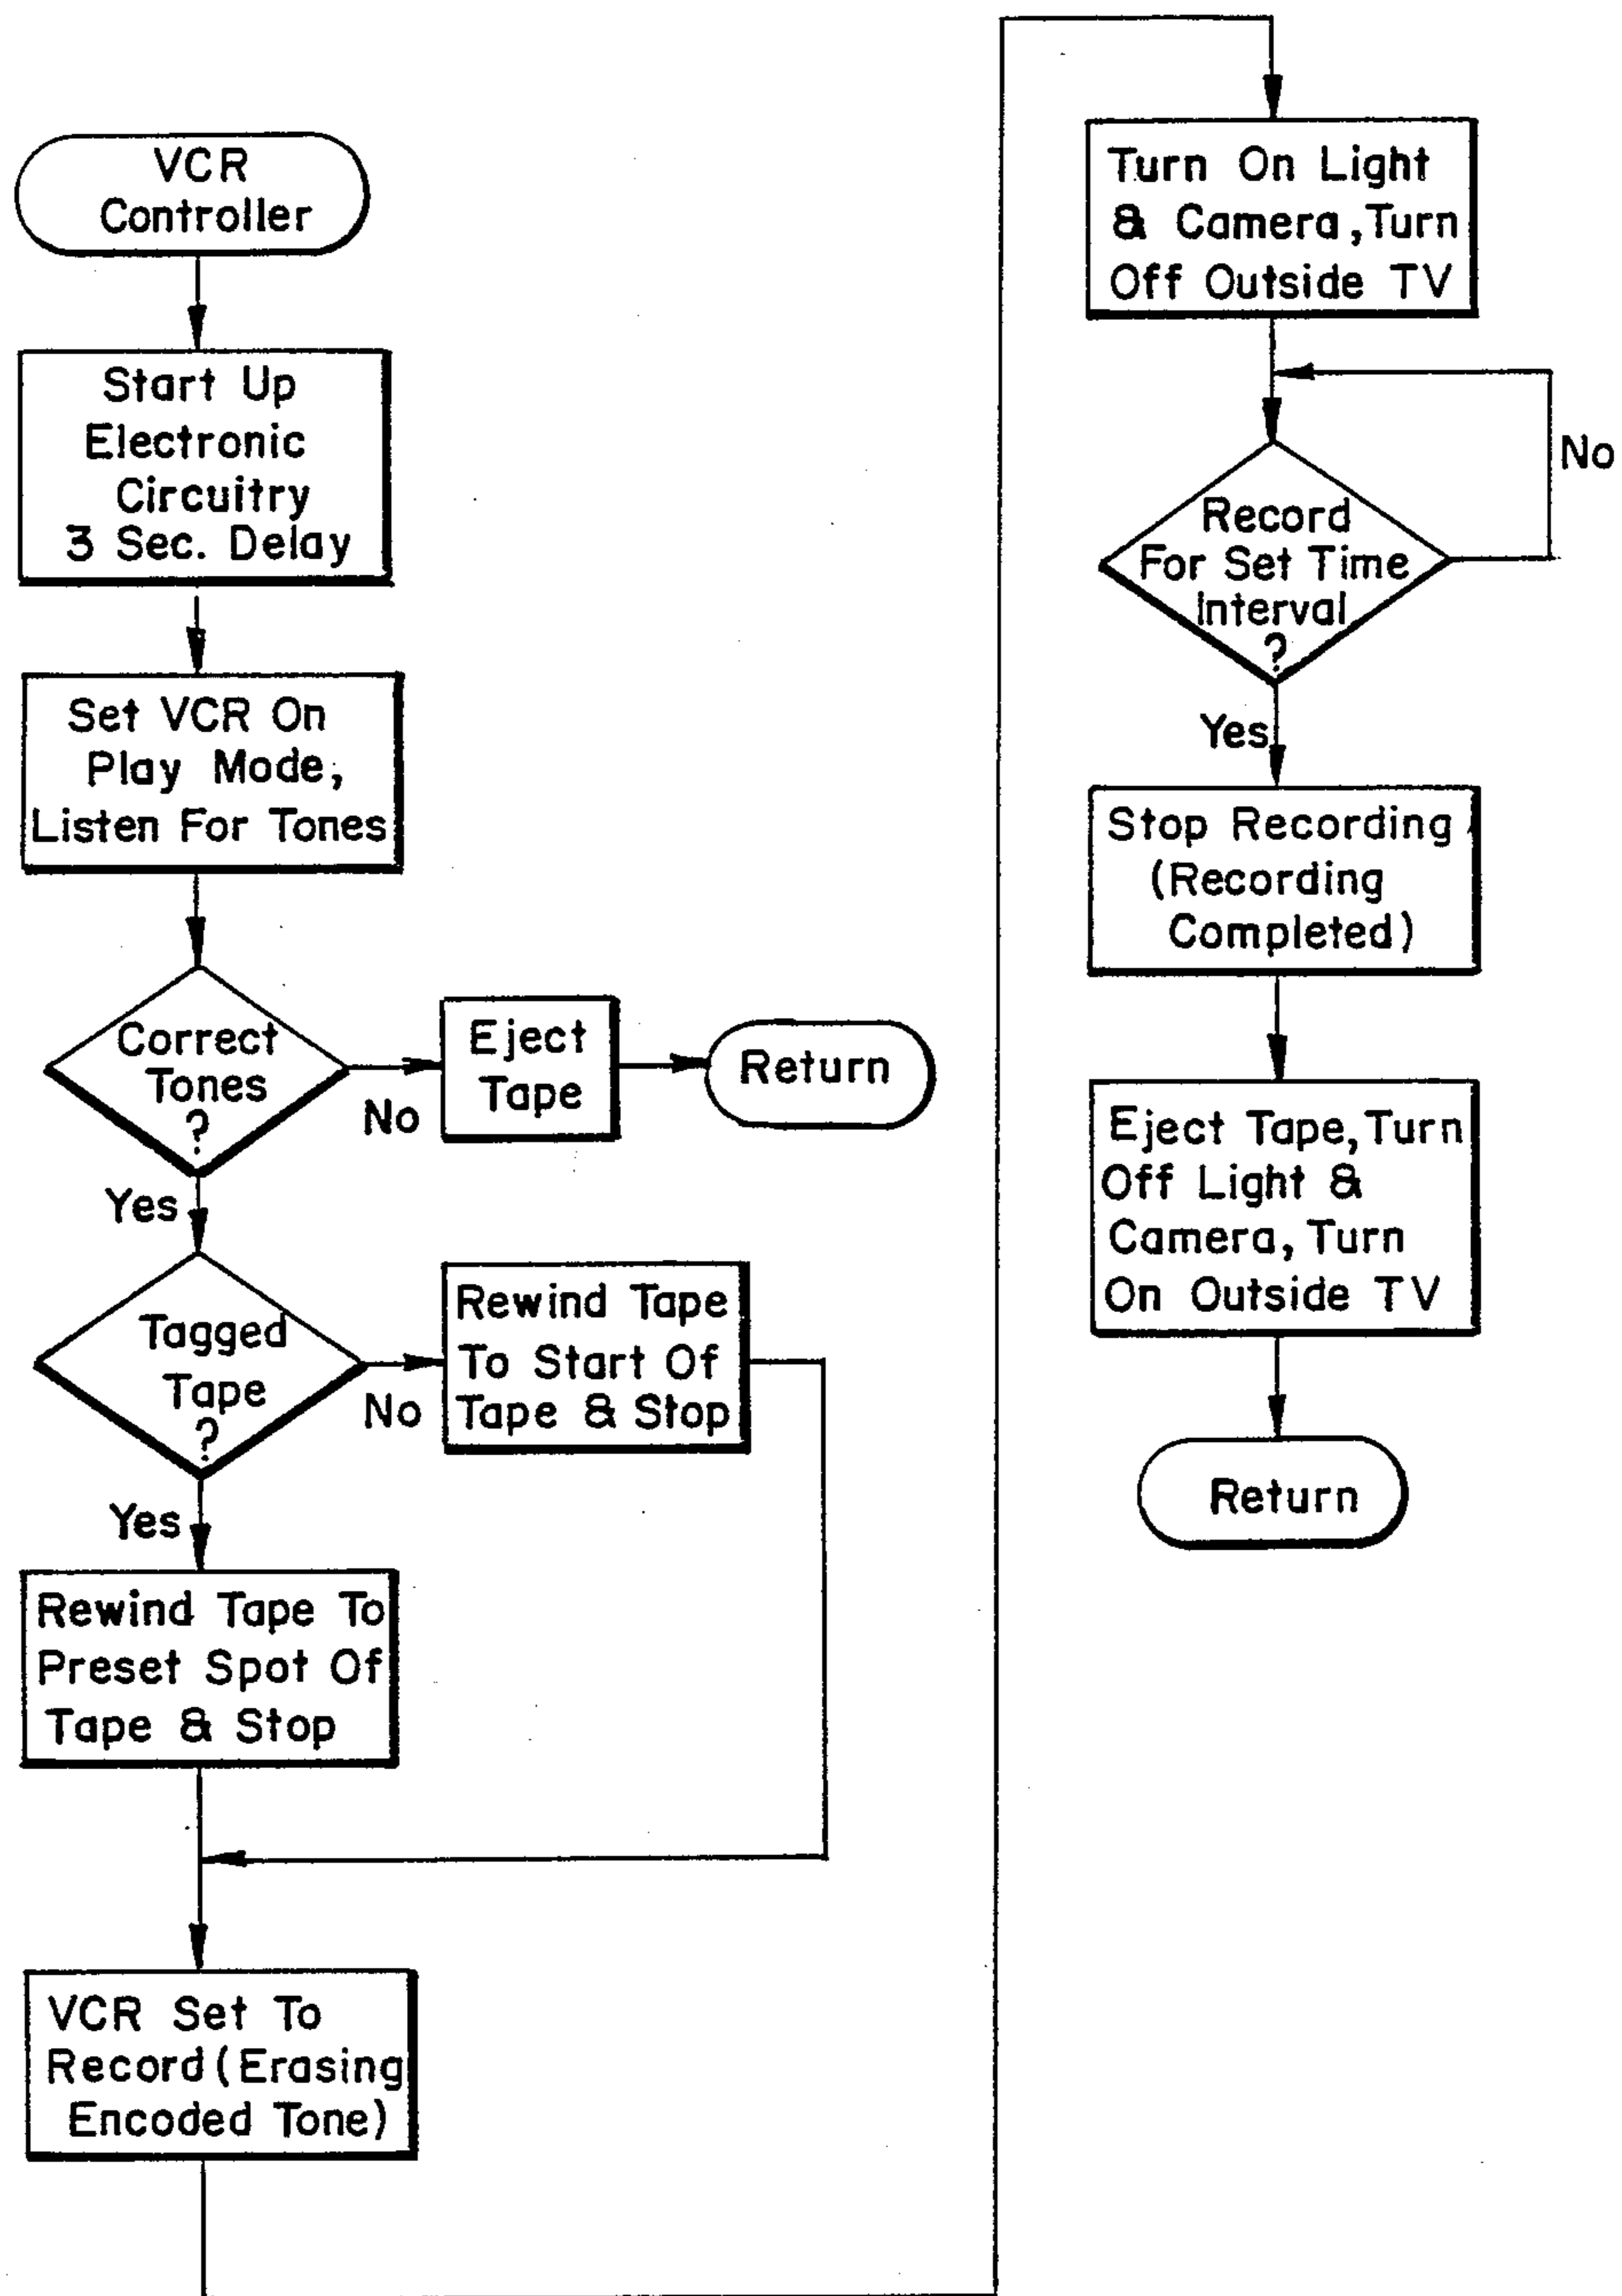 VCR
Controller
Start Up
Electronic
Circuitry
3 Sec. Delay
Set VCR On
Play Mode,
Listen For Tones
Correct
Tones
?
No
Eject
Tape
Return
Yes
Tagged
Tape
?
No
Rewind Tape
To Start Of
Tape & Stop
Yes
Rewind Tape To
Preset Spot Of
Tape & Stop
VCR Set To
Record (Erasing
Encoded Tone)
Turn On Light
& Camera, Turn
Off Outside TV
Record
For Set Time
Interval
?
No
Yes
Stop Recording
(Recording
Completed)
Eject Tape, Turn
Off Light &
Camera, Turn
On Outside TV
Return